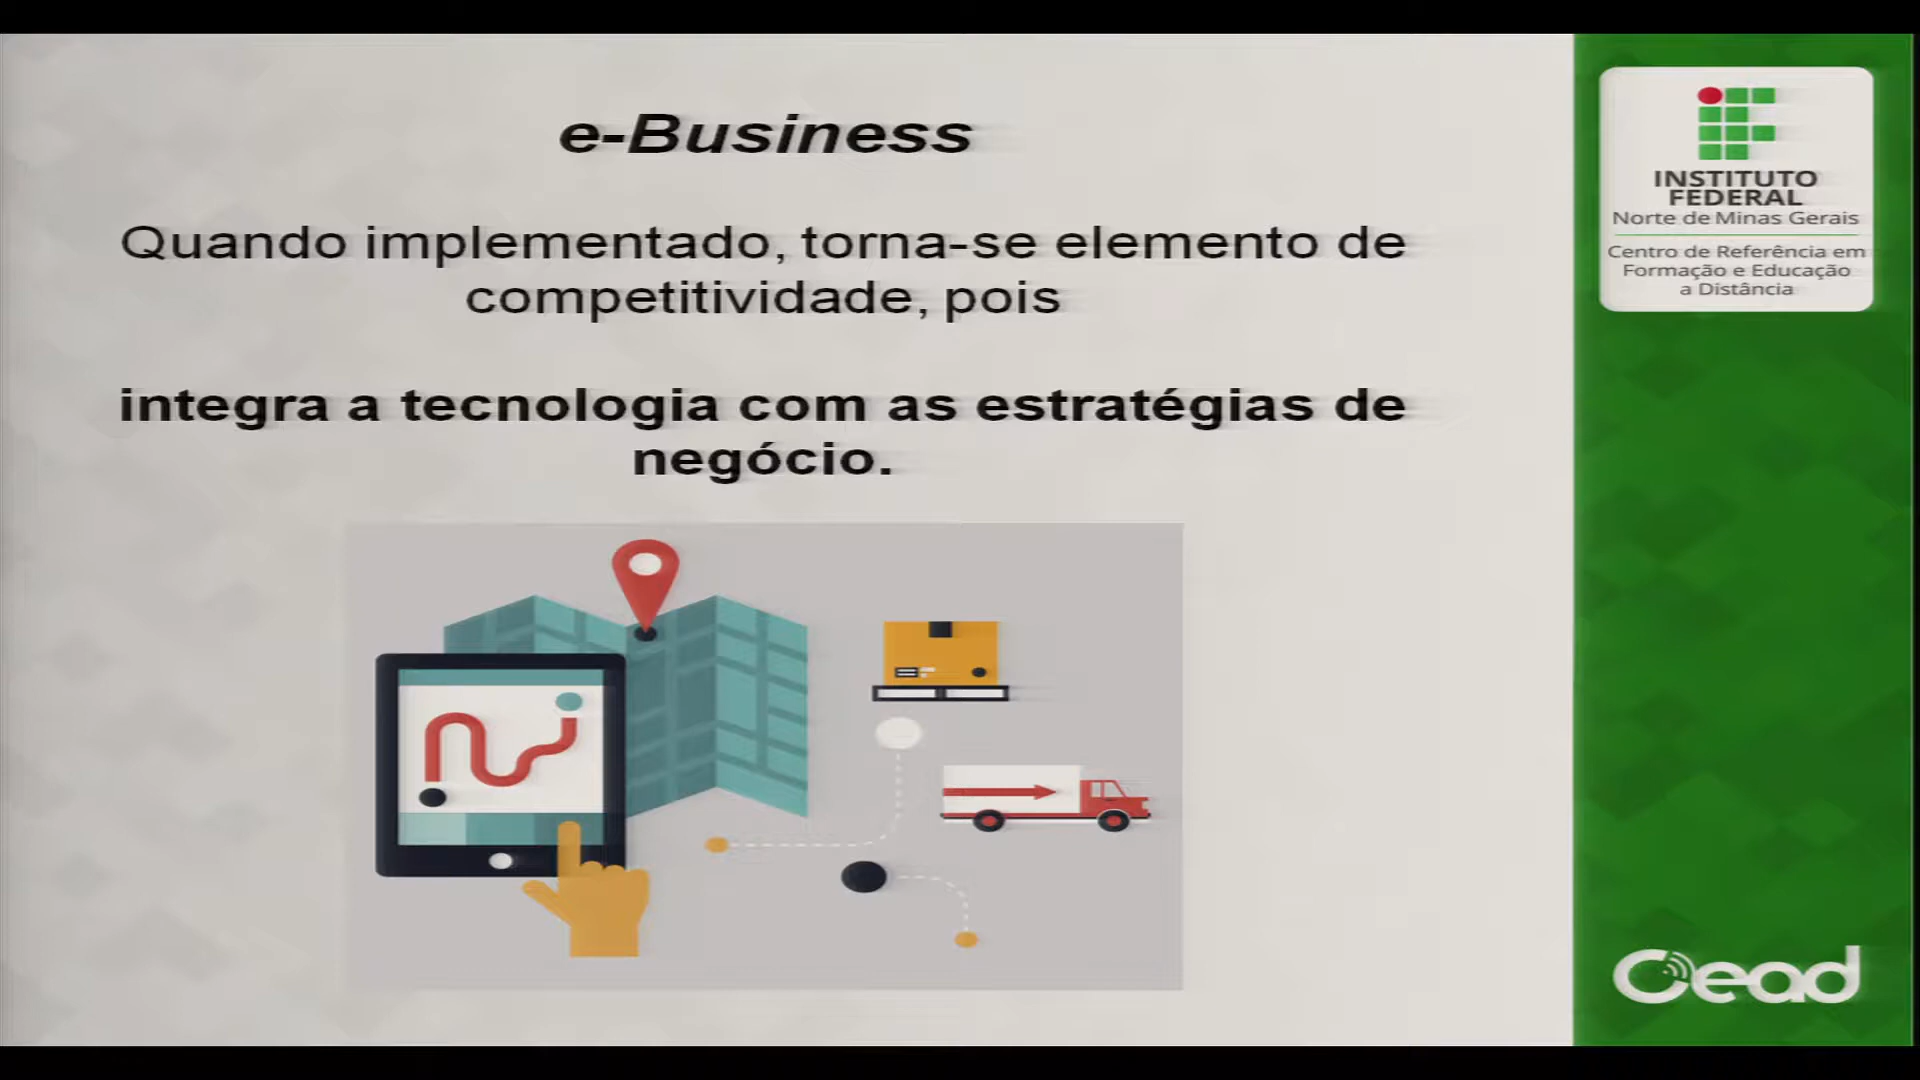 e-Business
Quando implementado, torna-se elemento de
competitividade, pois
integra a tecnologia com as estratégias de
negócio.
INSTITUTO
FEDERAL
Norte de Minas Gerais
Centro de Referência em
Formação e Educação
a Distância
Cead